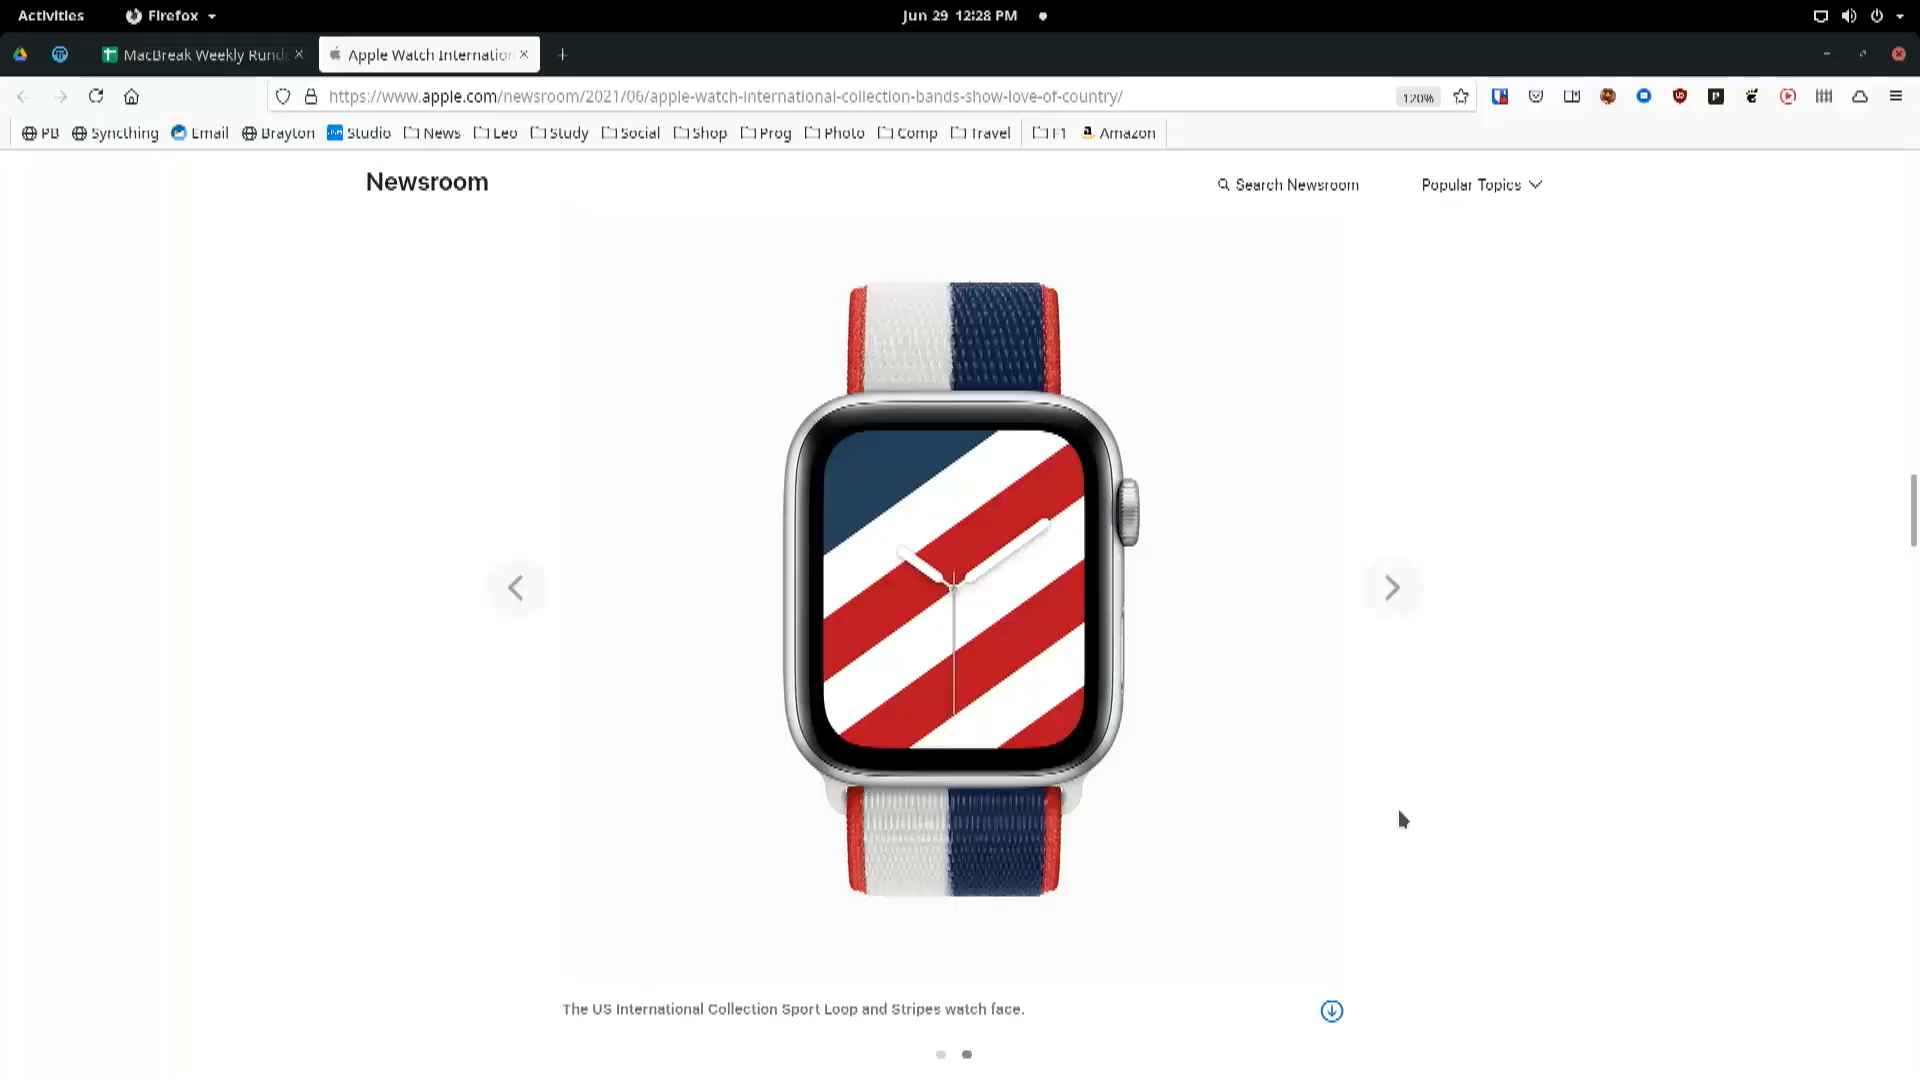 Activities Firefox Jun 29 12:28 PM
MacBreak Weekly Rund Apple Watch Internation
https://www.apple.com/newsroom/2021/06/apple-watch-international-collection-bands-show-love-of-country/ 120%
PB Syncthing Email Brayton Studio News Leo Study Social Shop Prog Photo Comp Travel F1 Amazon
Newsroom Search Newsroom Popular Topics
The US International Collection Sport Loop and Stripes watch face.